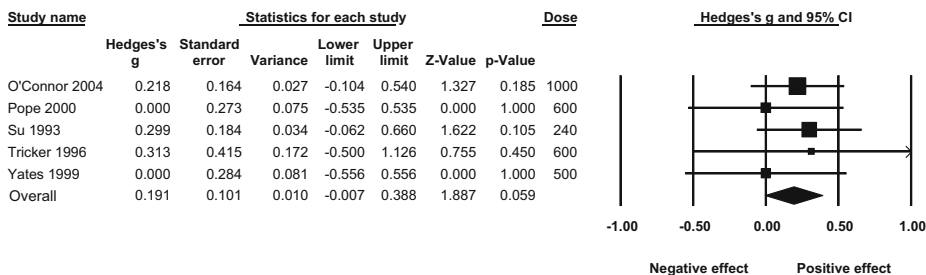 Study name Statistics for each study Dose Hedges's g and 95% CI
Hedges's Standard Lower Upper
g error Variance limit limit Z-Value p-Value
O'Connor 2004 0.218 0.164 0.027 -0.104 0.540 1.327 0.185 1000
Pope 2000 0.000 0.273 0.075 -0.535 0.535 0.000 1.000 600
Su 1993 0.299 0.184 0.034 -0.062 0.660 1.622 0.105 240
Tricker 1996 0.313 0.415 0.172 -0.500 1.126 0.755 0.450 600
Yates 1999 0.000 0.284 0.081 -0.556 0.556 0.000 1.000 500
Overall 0.191 0.101 0.010 -0.007 0.388 1.887 0.059
-1.00 -0.50 0.00 0.50 1.00
Negative effect Positive effect